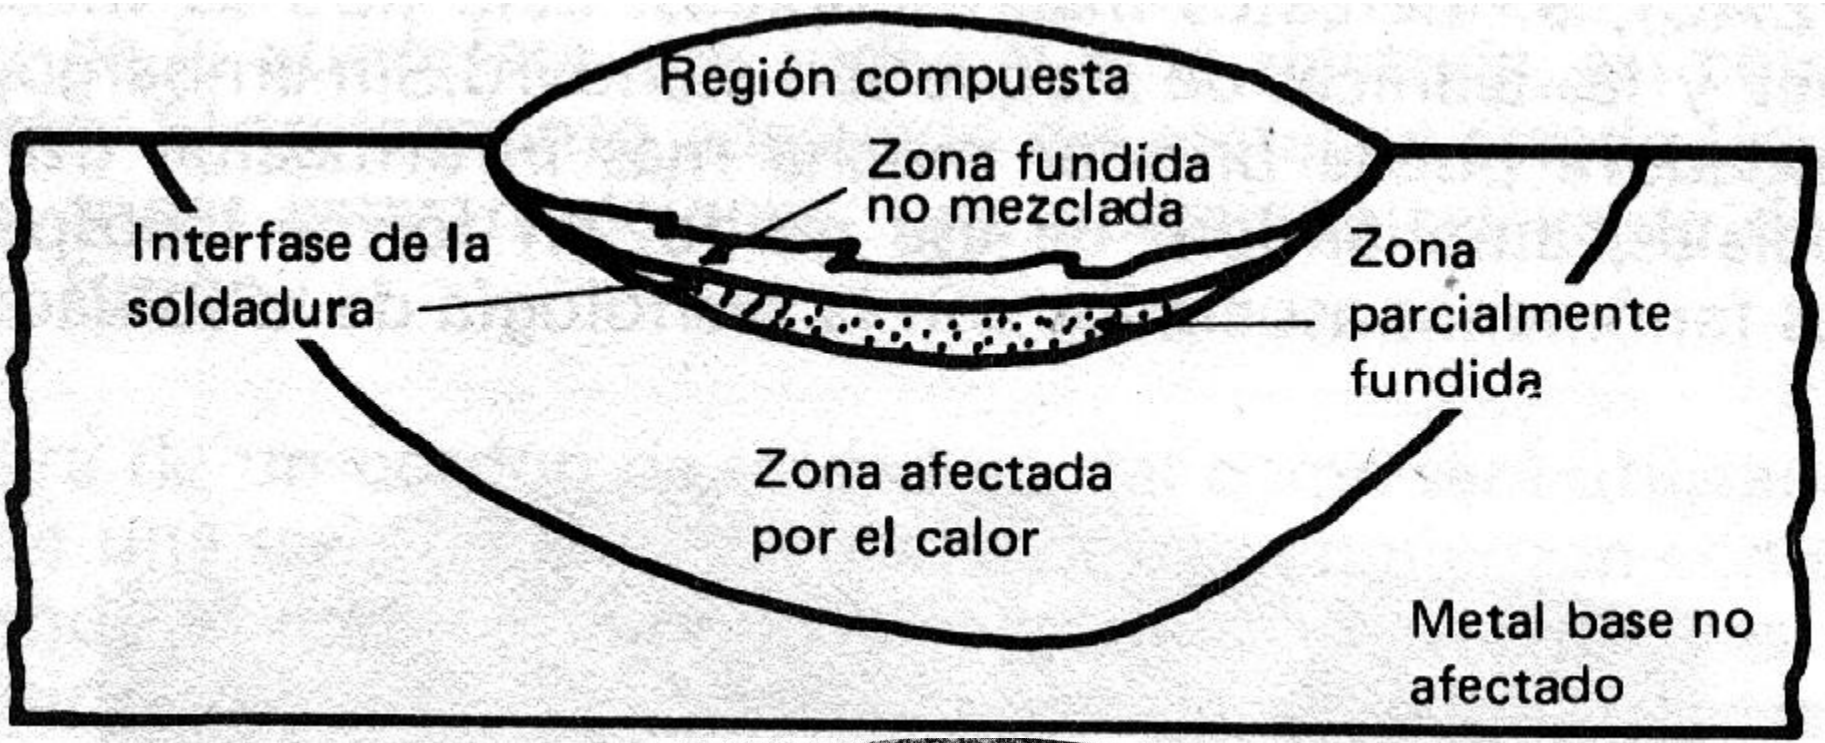 Región compuesta
Zona fundida
no mezclada
Interfase de la
soldadura
Zona
parcialmente
fundida
Zona afectada
por el calor
Metal base no
afectado